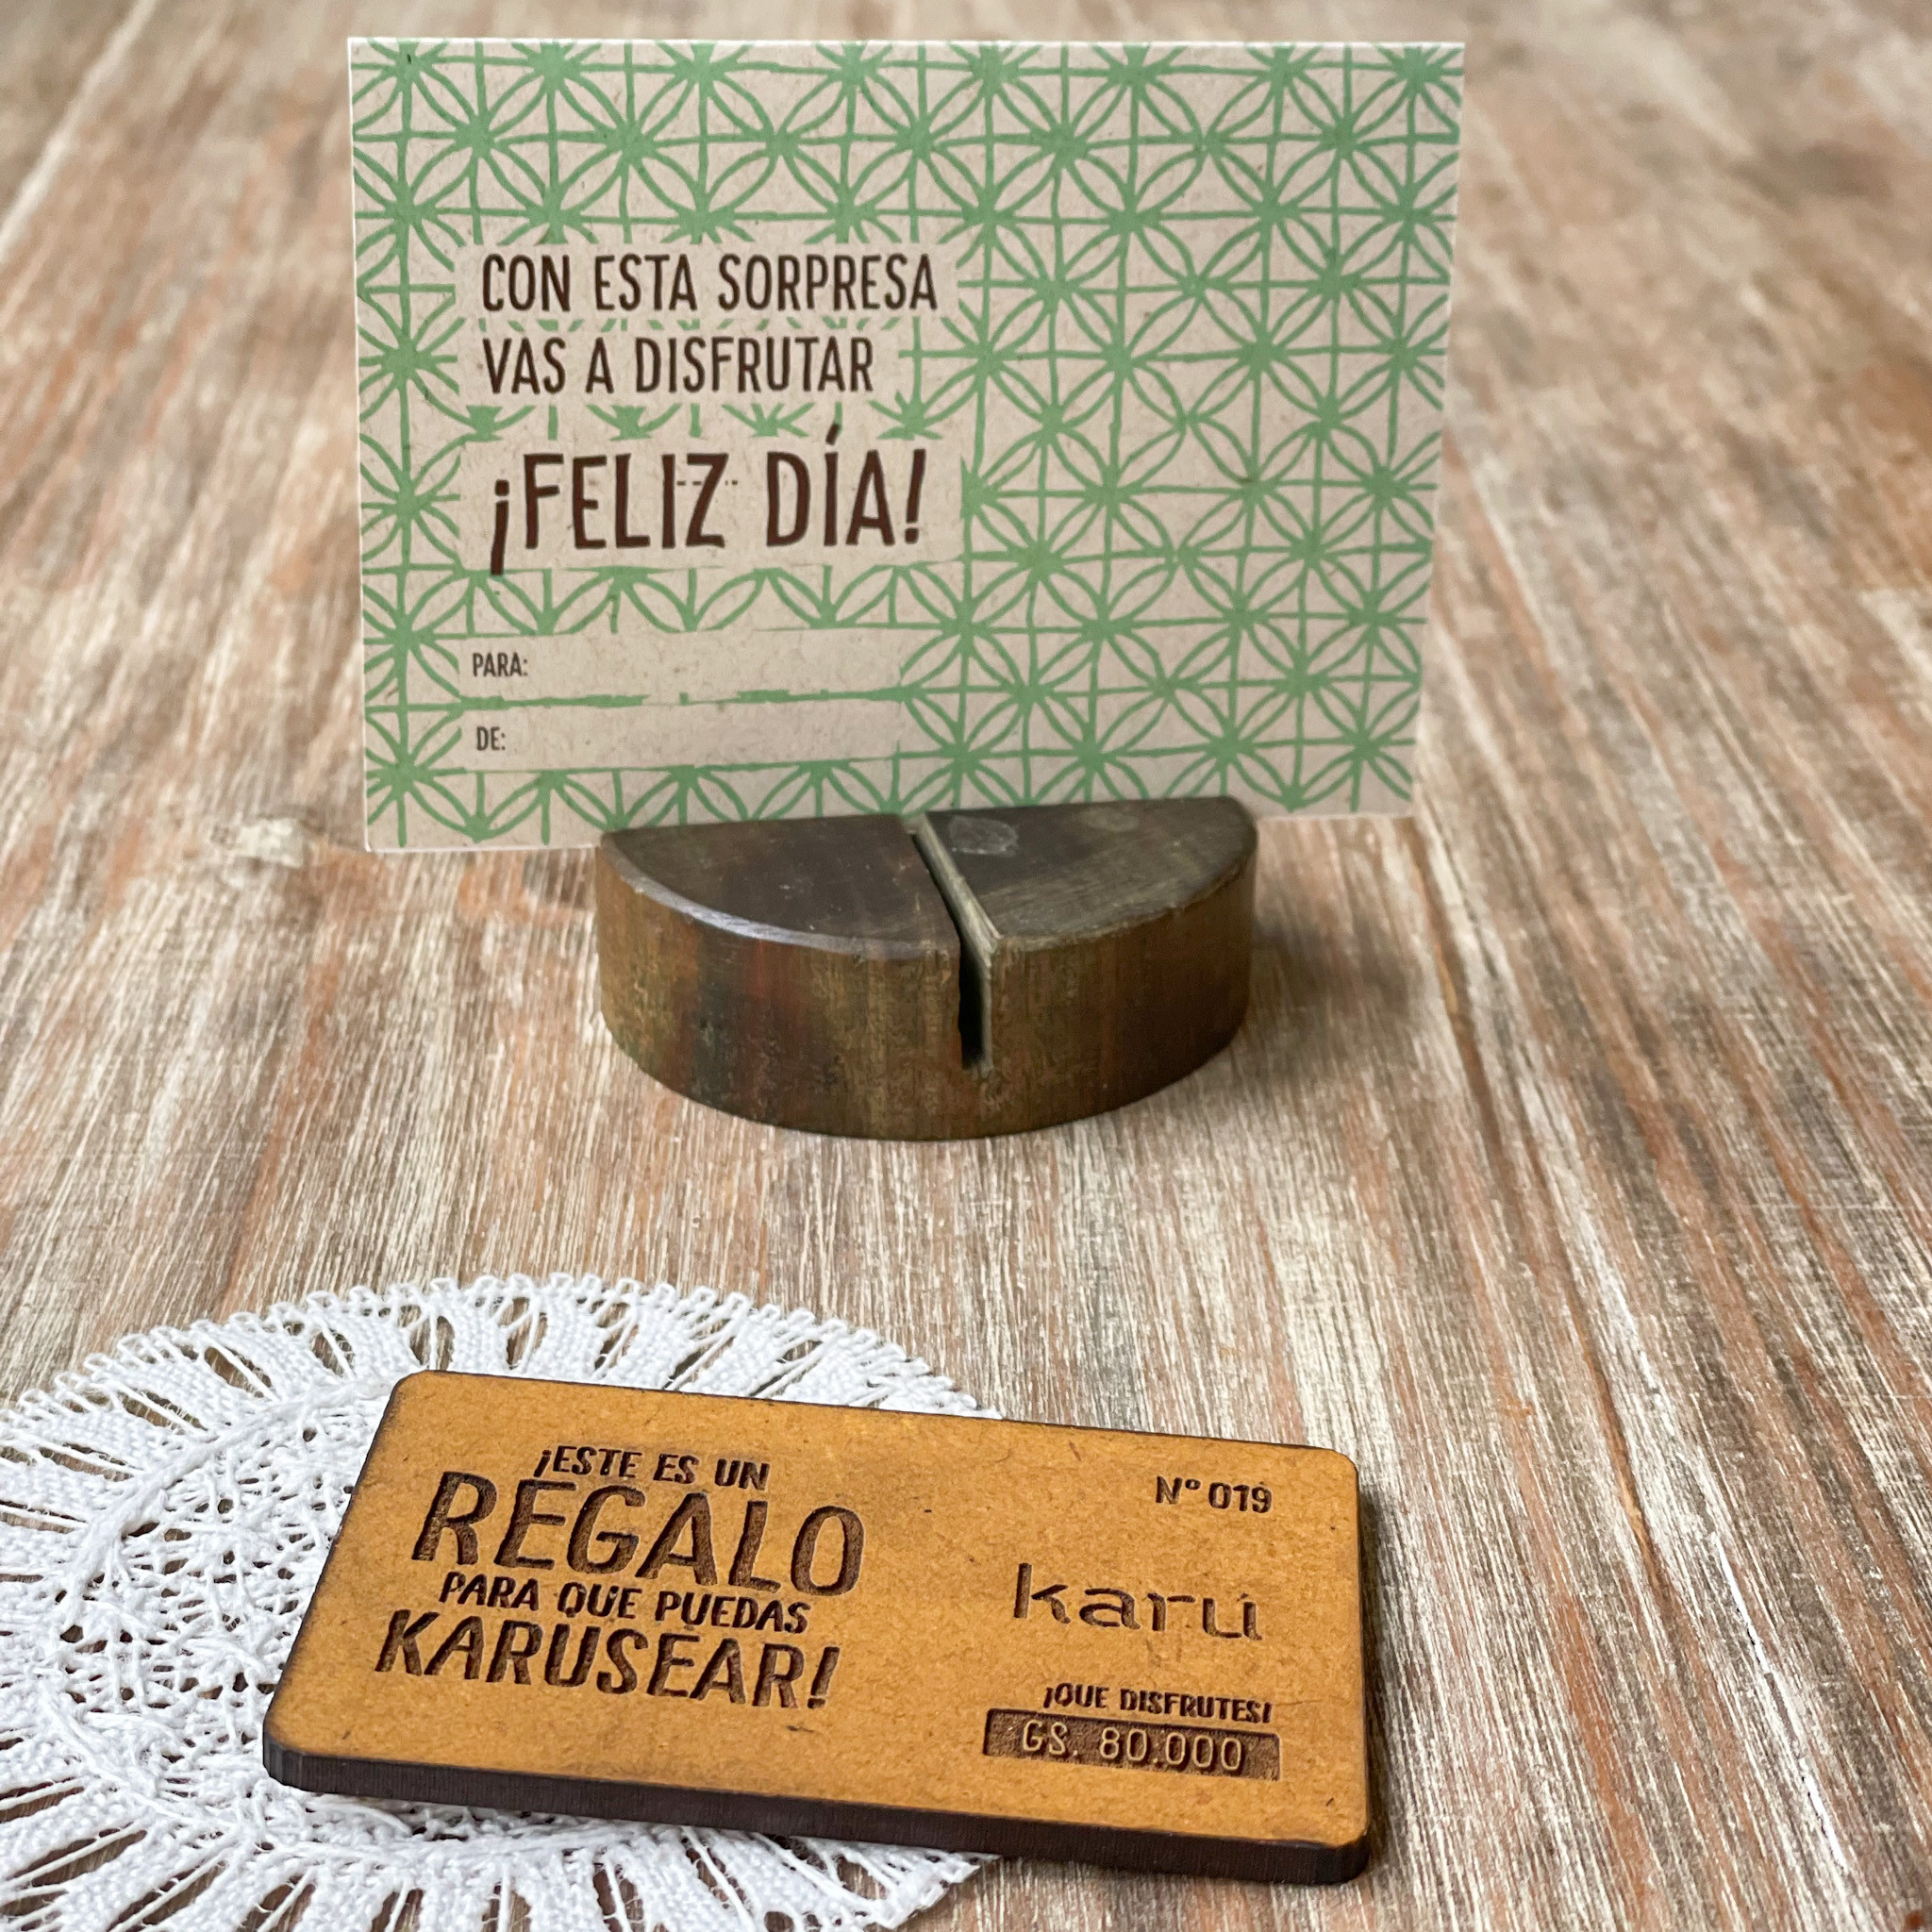 CON ESTA SORPRESA
VAS A DISFRUTAR
¡FELIZ DÍA!
PARA:
DE:
¡ESTE ES UN
REGALO
PARA QUE PUEDAS
KARUSEAR!
Nº 019
karú
¡QUE DISFRUTES!
GS. 80.000